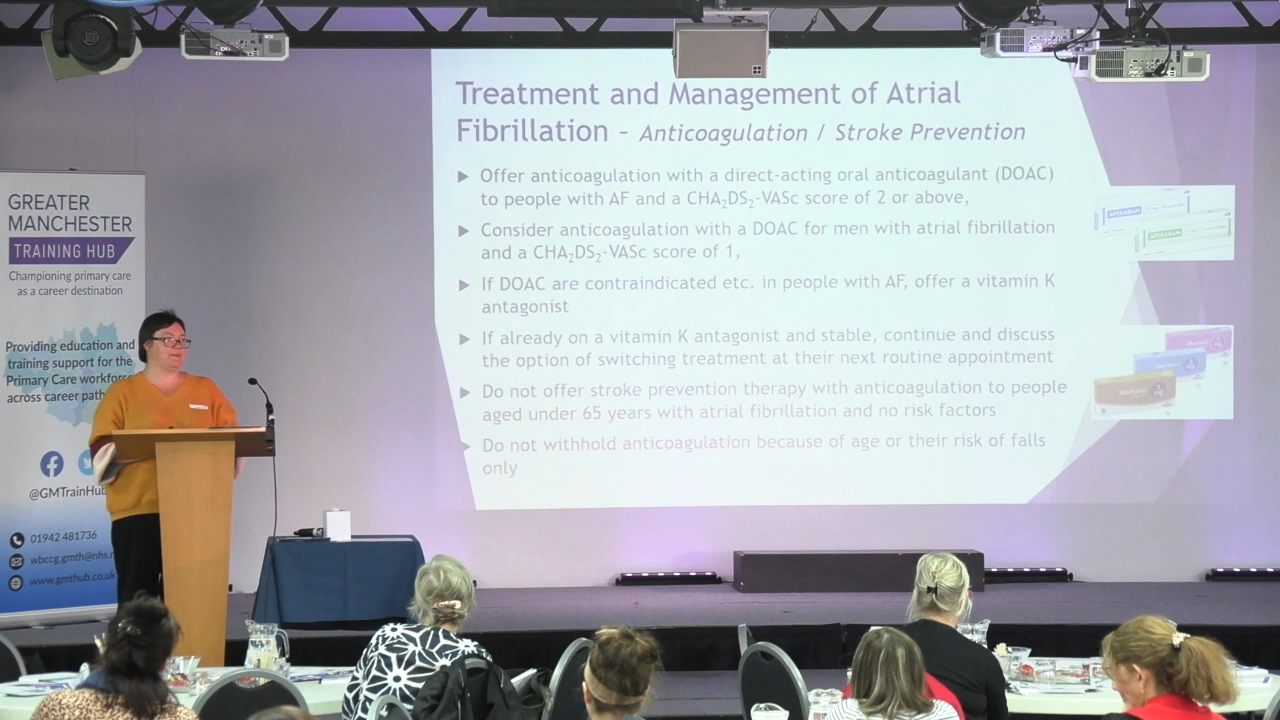 Treatment and Management of Atrial
Fibrillation – Anticoagulation / Stroke Prevention
Offer anticoagulation with a direct-acting oral anticoagulant (DOAC)
to people with AF and a CHA2DS2-VASc score of 2 or above,
Consider anticoagulation with a DOAC for men with atrial fibrillation
and a CHA2DS2-VASc score of 1,
If DOAC are contraindicated etc. in people with AF, offer a vitamin K
antagonist
If already on a vitamin K antagonist and stable, continue and discuss
the option of switching treatment at their next routine appointment
Do not offer stroke prevention therapy with anticoagulation to people
aged under 65 years with atrial fibrillation and no risk factors
Do not withhold anticoagulation because of age or their risk of falls
only
APIXABAN
APIXABAN
GREATER
MANCHESTER
TRAINING HUB
Championing primary care
as a career destination
Providing education and
training support for the
Primary Care workforce
across career
@GMTrainHub
01942 481736
wbccg.gmth@nhs.
www.gmthub.co.uk